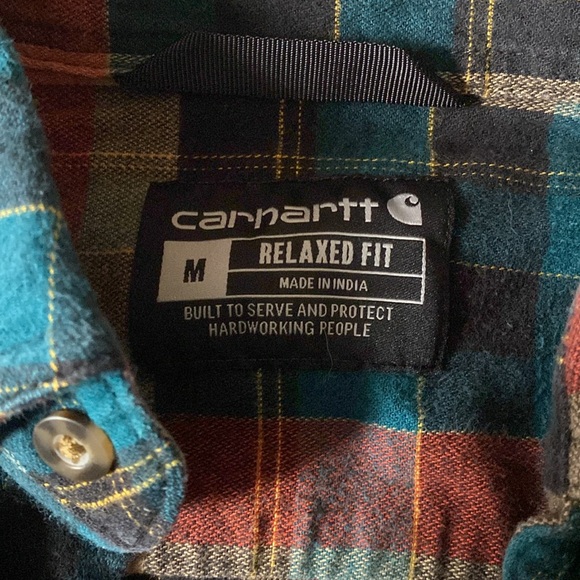 carhartt
M
RELAXED FIT
MADE IN INDIA
BUILT TO SERVE AND PROTECT
HARDWORKING PEOPLE